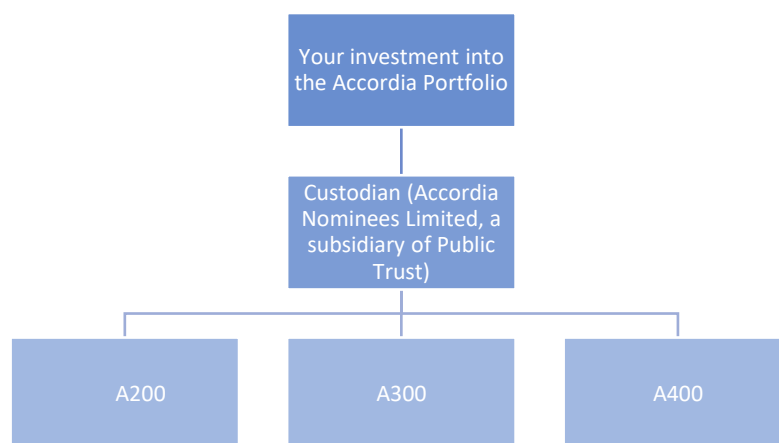 Your investment into
the Accordia Portfolio
Custodian (Accordia
Nominees Limited, a
subsidiary of Public
Trust)
A200
A300
A400